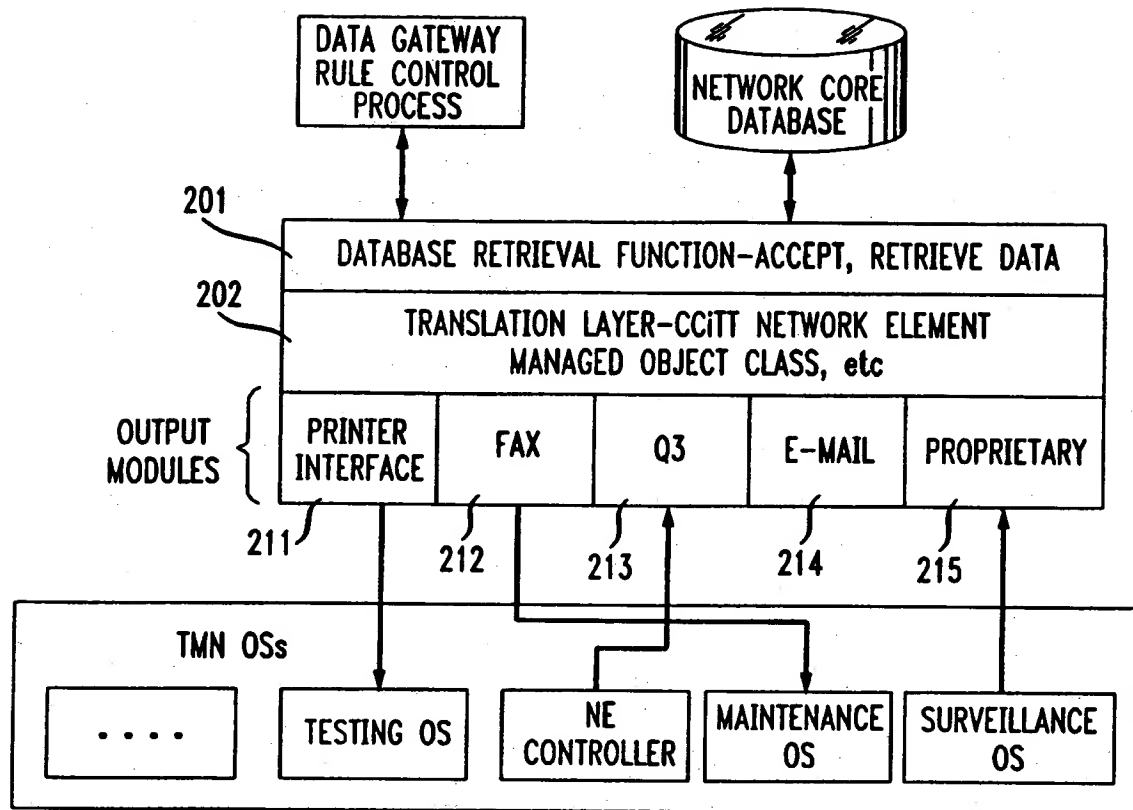 DATA GATEWAY
RULE CONTROL
PROCESS
NETWORK CORE
DATABASE
201
DATABASE RETRIEVAL FUNCTION-ACCEPT, RETRIEVE DATA
202
TRANSLATION LAYER-CCiTT NETWORK ELEMENT
MANAGED OBJECT CLASS, etc
OUTPUT
MODULES
PRINTER
INTERFACE
FAX
Q3
E-MAIL
PROPRIETARY
211
212
213
214
215
TMN OSs
....
TESTING OS
NE
CONTROLLER
MAINTENANCE
OS
SURVEILLANCE
OS